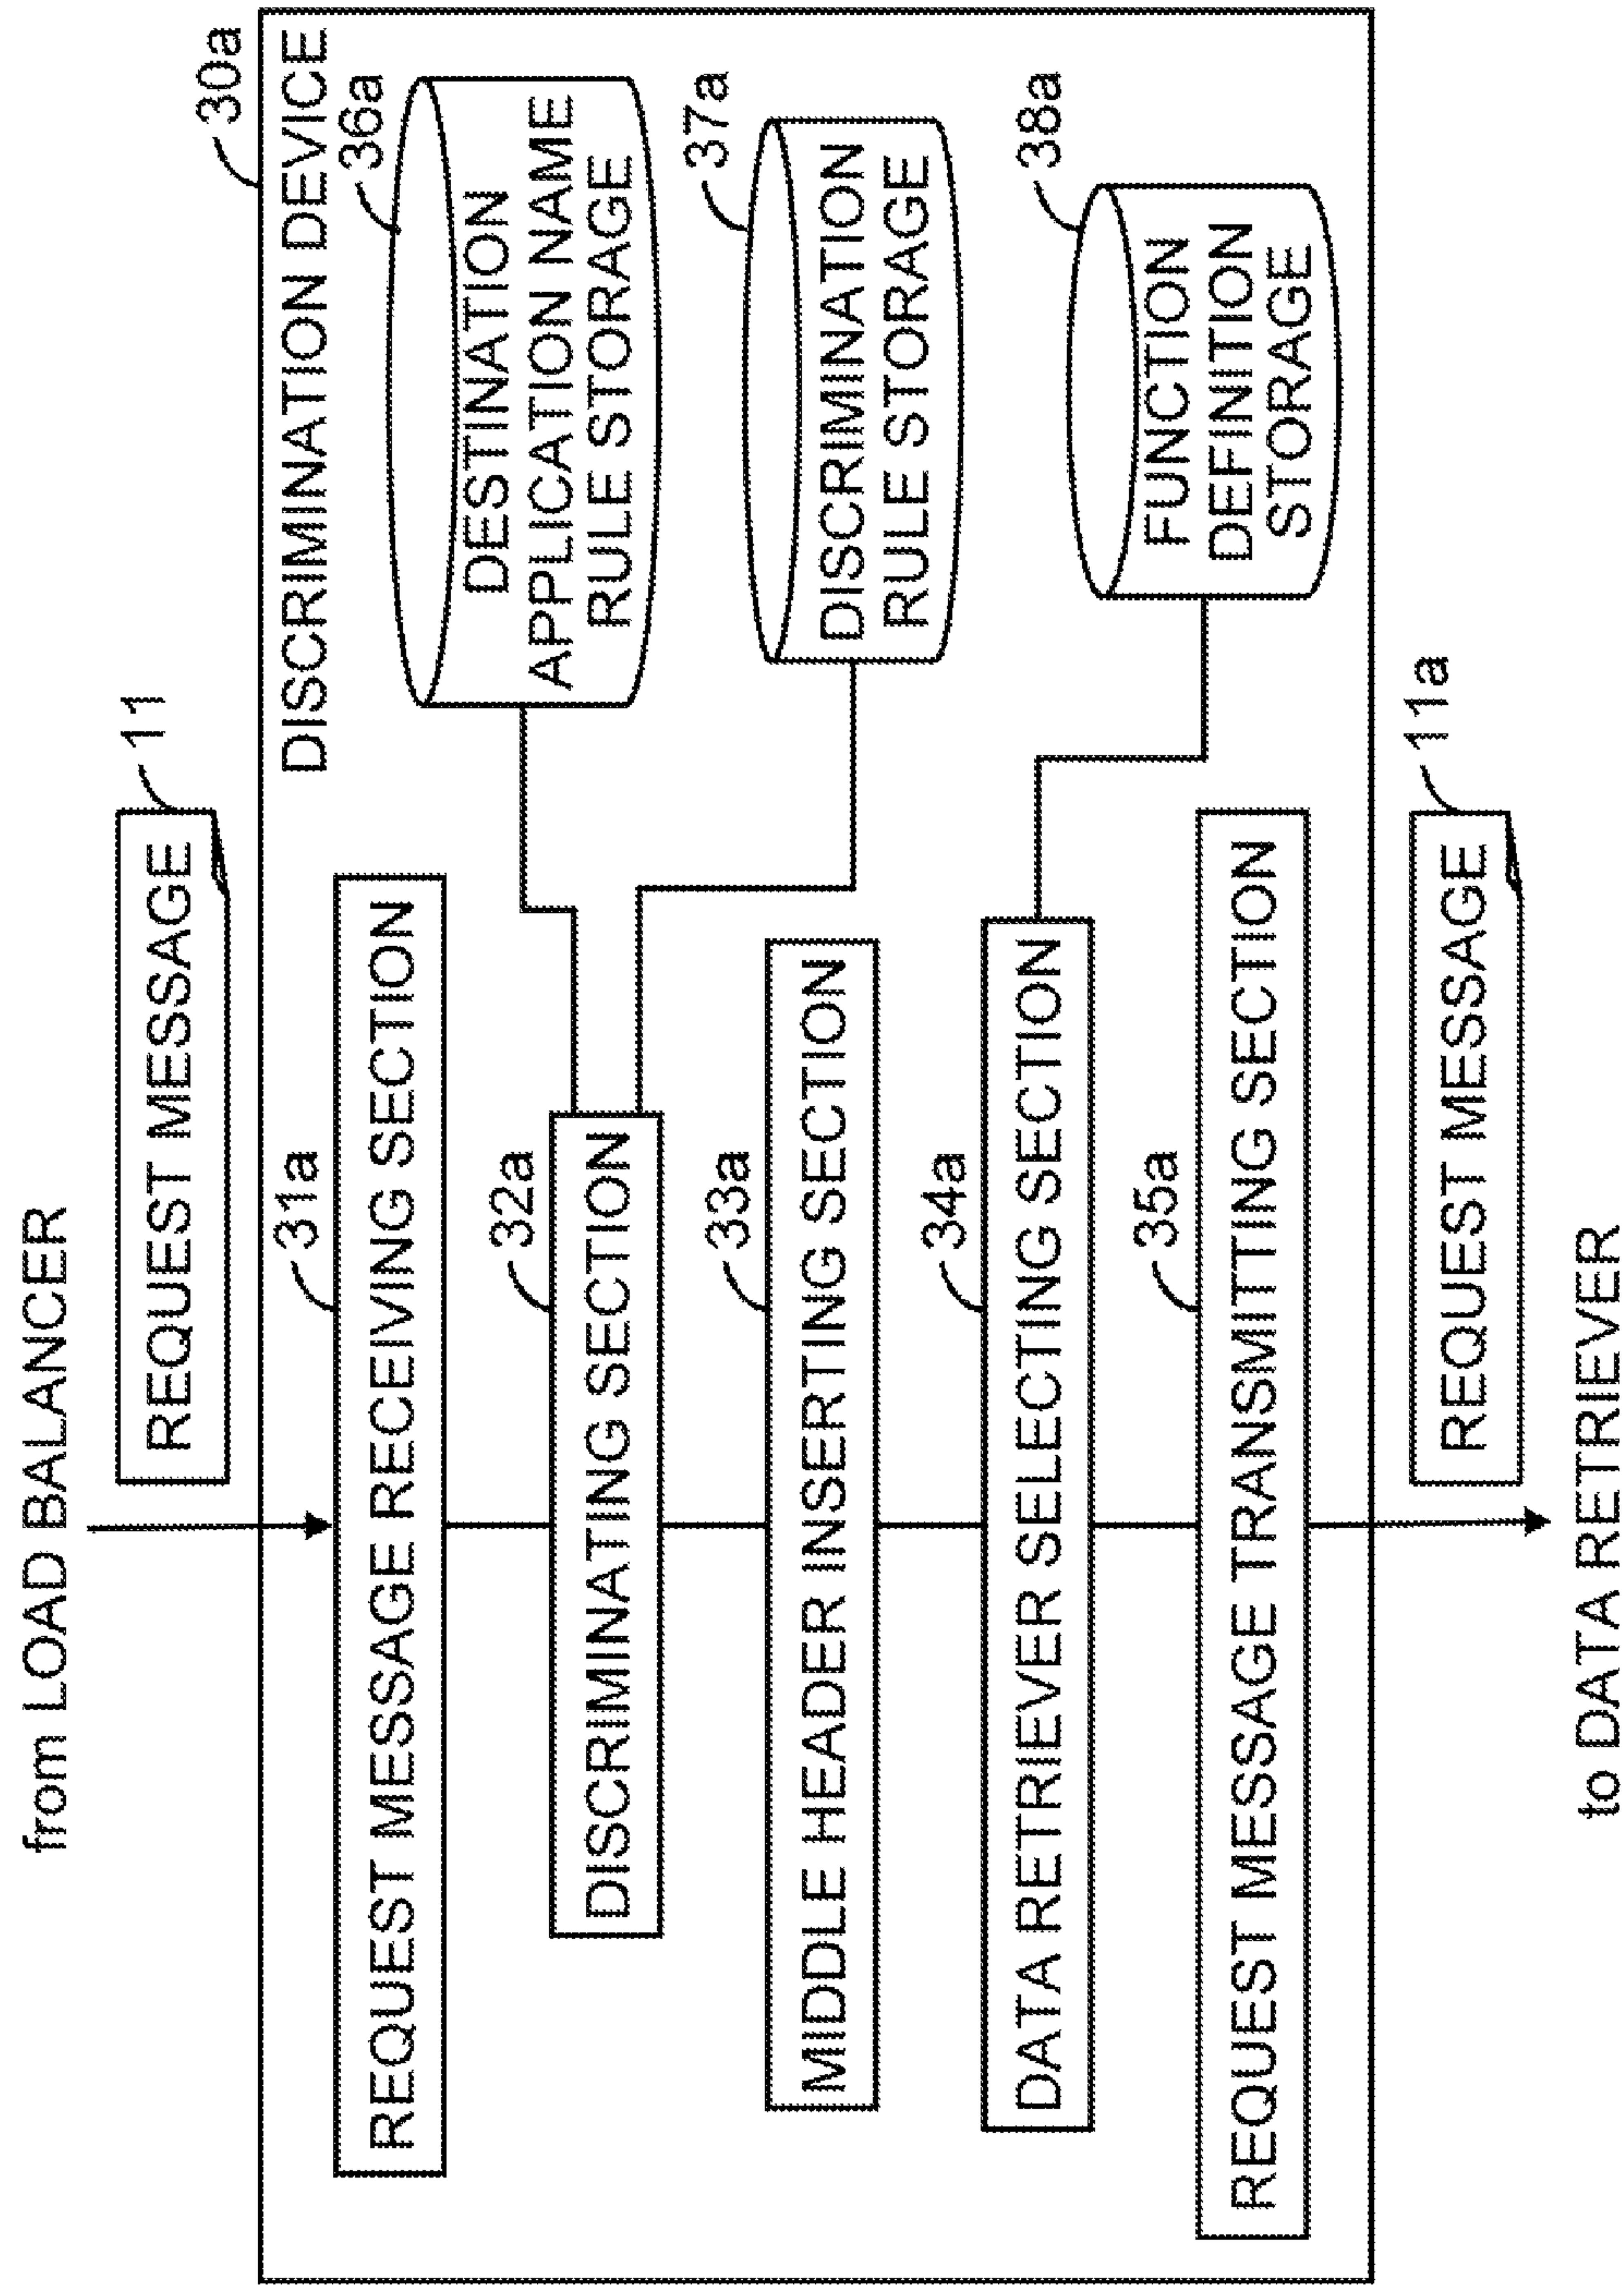 from LOAD BALANCER
REQUEST MESSAGE
11
30a
DISCRIMINATION DEVICE
31a
REQUEST MESSAGE RECEIVING SECTION
36a
DESTINATION
APPLICATION NAME
RULE STORAGE
32a
DISCRIMINATING SECTION
37a
DISCRIMINATION
RULE STORAGE
33a
MIDDLE HEADER INSERTING SECTION
34a
DATA RETRIEVER SELECTING SECTION
38a
FUNCTION
DEFINITION
STORAGE
35a
REQUEST MESSAGE TRANSMITTING SECTION
REQUEST MESSAGE
11a
to DATA RETRIEVER